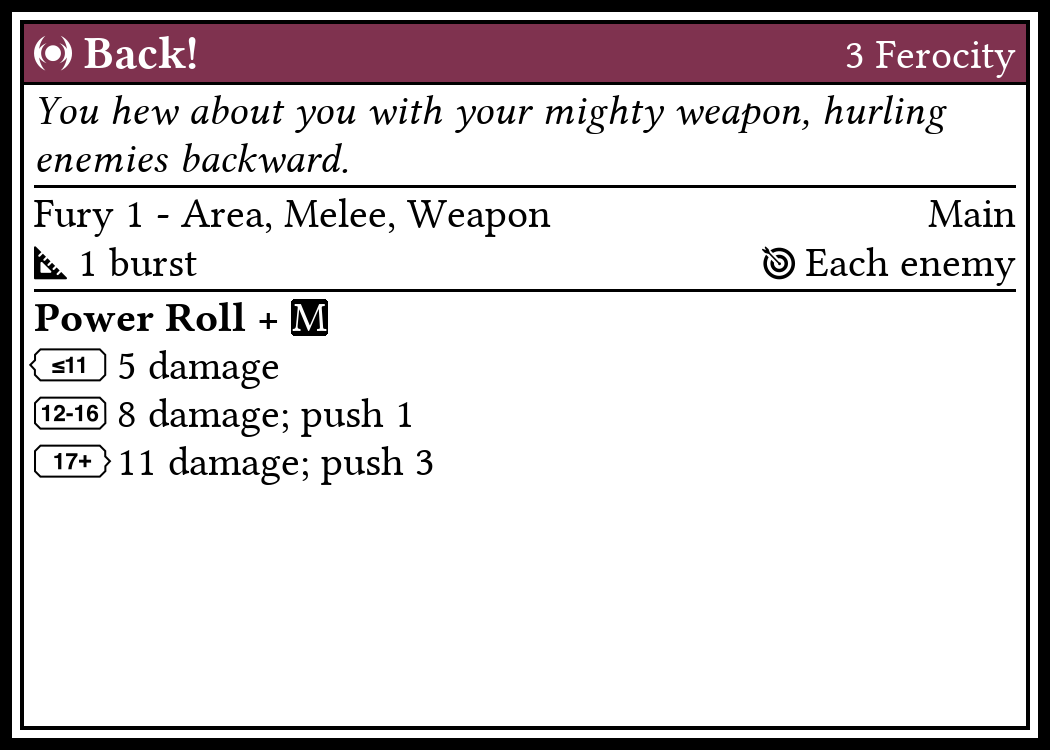 Back! 3 Ferocity
You hew about you with your mighty weapon, hurling
enemies backward.
Fury 1 - Area, Melee, Weapon Main
1 burst Each enemy
Power Roll + M
≤11 5 damage
12-16 8 damage; push 1
17+ 11 damage; push 3